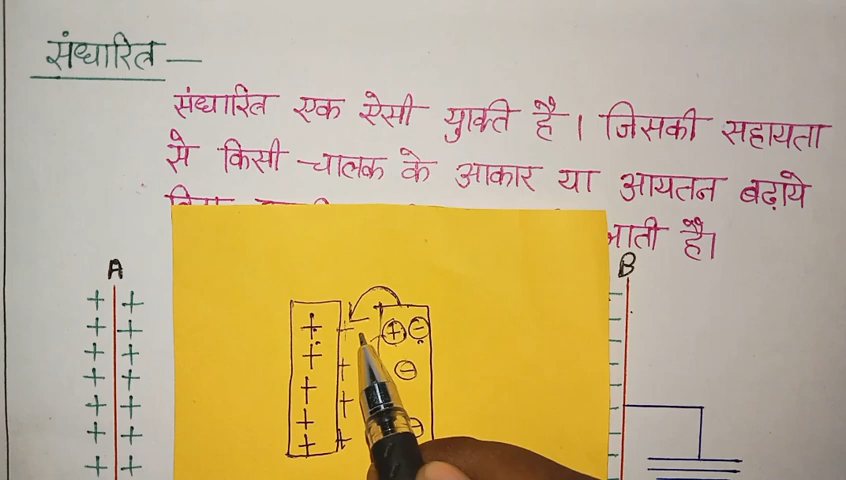 संधारित्र —
संधारित्र एक ऐसी युक्ति है। जिसकी सहायता
से किसी चालक के आकार या आयतन बढ़ाये
जाती है।
A
B